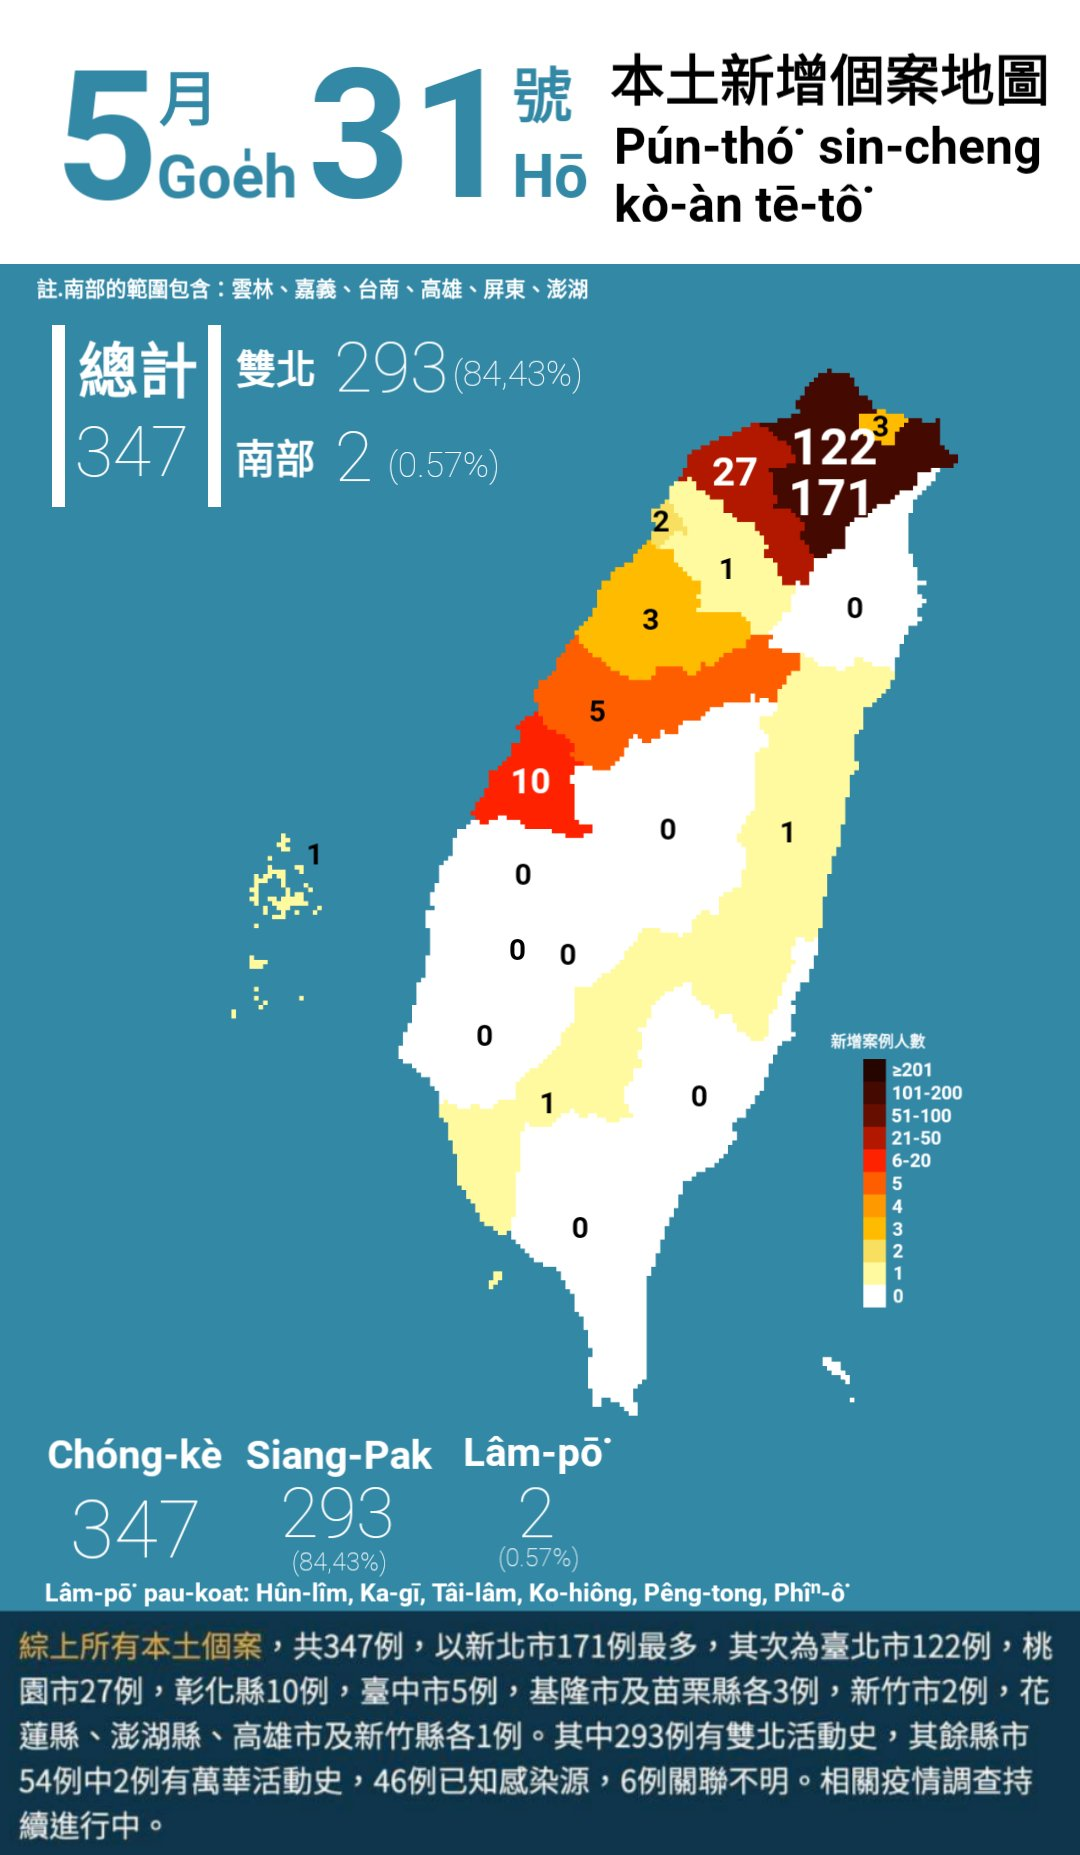 5月 31號
Goe̍h Hō
本土新增個案地圖
Pún-thó͘ sin-cheng
kò-àn tē-tô͘
註.南部的範圍包含：雲林、嘉義、台南、高雄、屏東、澎湖
總計
347
雙北 293(84,43%)
南部 2 (0.57%)
3
122
27
171
2
1
0
3
5
10
0
1
1
0
0
0
0
1
0
0
新增案例人數
≥201
101-200
51-100
21-50
6-20
5
4
3
2
1
0
Chóng-kè Siang-Pak Lâm-pō͘
347 293 2
(84,43%) (0.57%)
Lâm-pō͘ pau-koat: Hûn-lîm, Ka-gī, Tâi-lâm, Ko-hiông, Pêng-tong, Phîⁿ-ô͘
綜上所有本土個案，共347例，以新北市171例最多，其次為臺北市122例，桃
園市27例，彰化縣10例，臺中市5例，基隆市及苗栗縣各3例，新竹市2例，花
蓮縣、澎湖縣、高雄市及新竹縣各1例。其中293例有雙北活動史，其餘縣市
54例中2例有萬華活動史，46例已知感染源，6例關聯不明。相關疫情調查持
續進行中。